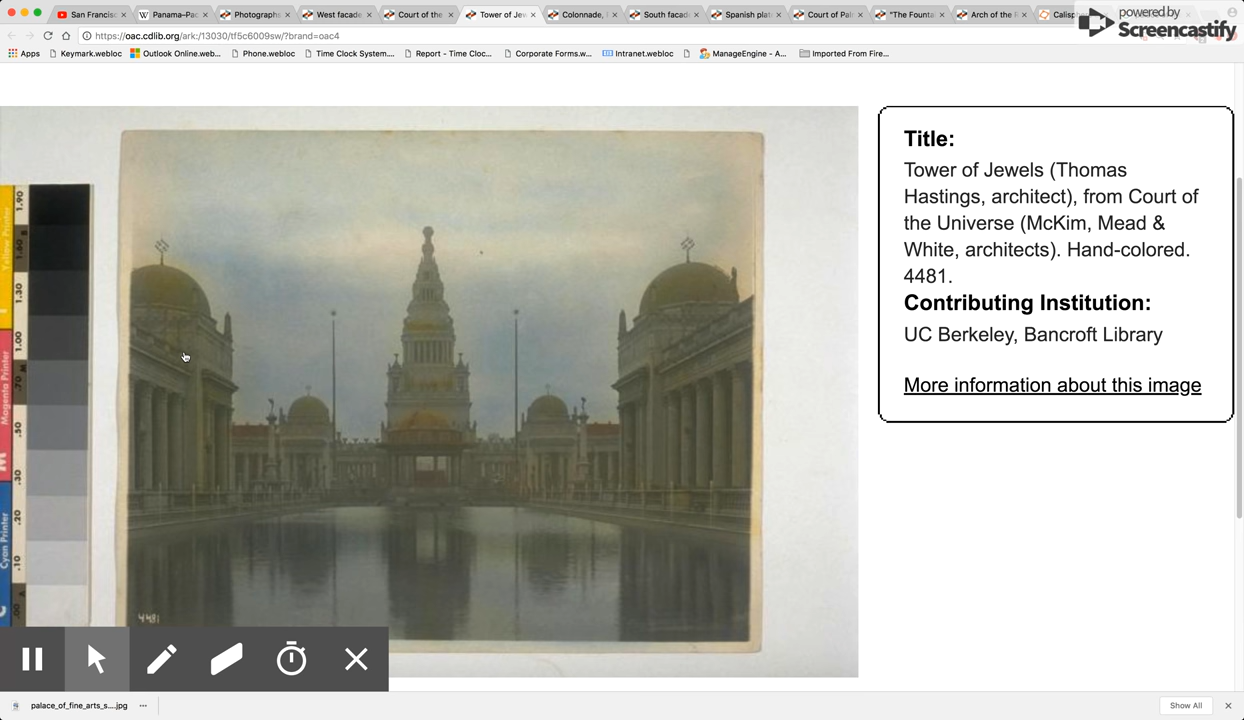 San Francisc
Panama–Pac
Photographs
West facade
Court of the
Tower of Jew
Colonnade,
South facade
Spanish plat
Court of Pal
"The Founta
Arch of the R
Calisp
powered by
Screencastify
https://oac.cdlib.org/ark:/13030/tf5c6009sw/?brand=oac4
Apps
Keymark.webloc
Outlook Online.web...
Phone.webloc
Time Clock System....
Report - Time Cloc...
Corporate Forms.w...
Intranet.webloc
ManageEngine - A...
Imported From Fire...
Yellow Printer
Magenta Printer
M
Cyan Printer
C
1.90
B
1.60
1.30
1.00
M
.70
.50
.30
.20
.10
A
.00
4481
Title:
Tower of Jewels (Thomas
Hastings, architect), from Court of
the Universe (McKim, Mead &
White, architects). Hand-colored.
4481.
Contributing Institution:
UC Berkeley, Bancroft Library
More information about this image
palace_of_fine_arts_s....jpg
Show All